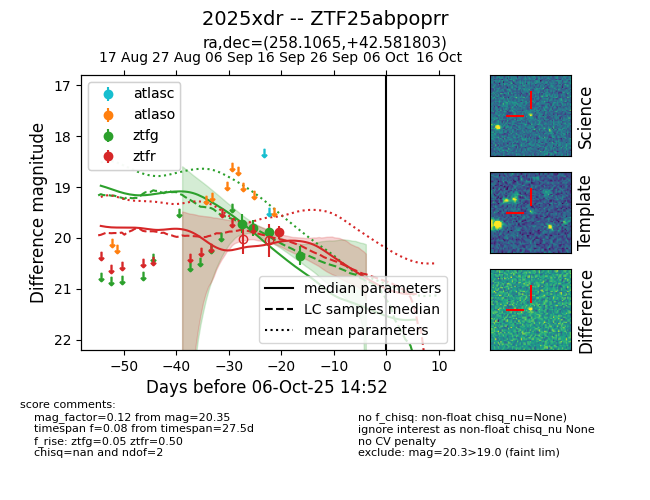 2025xdr -- ZTF25abpoprr
ra,dec=(258.1065,+42.581803)
17 Aug 27 Aug 06 Sep 16 Sep 26 Sep 06 Oct 16 Oct
17
18
19
20
21
22
Difference magnitude
atlasc
atlaso
ztfg
ztfr
median parameters
LC samples median
mean parameters
−50 −40 −30 −20 −10 0 10
Days before 06-Oct-25 14:52
Science
Template
Difference
score comments:
mag_factor=0.12 from mag=20.35
timespan f=0.08 from timespan=27.5d
f_rise: ztfg=0.05 ztfr=0.50
chisq=nan and ndof=2
no f_chisq: non-float chisq_nu=None)
ignore interest as non-float chisq_nu None
no CV penalty
exclude: mag=20.3>19.0 (faint lim)